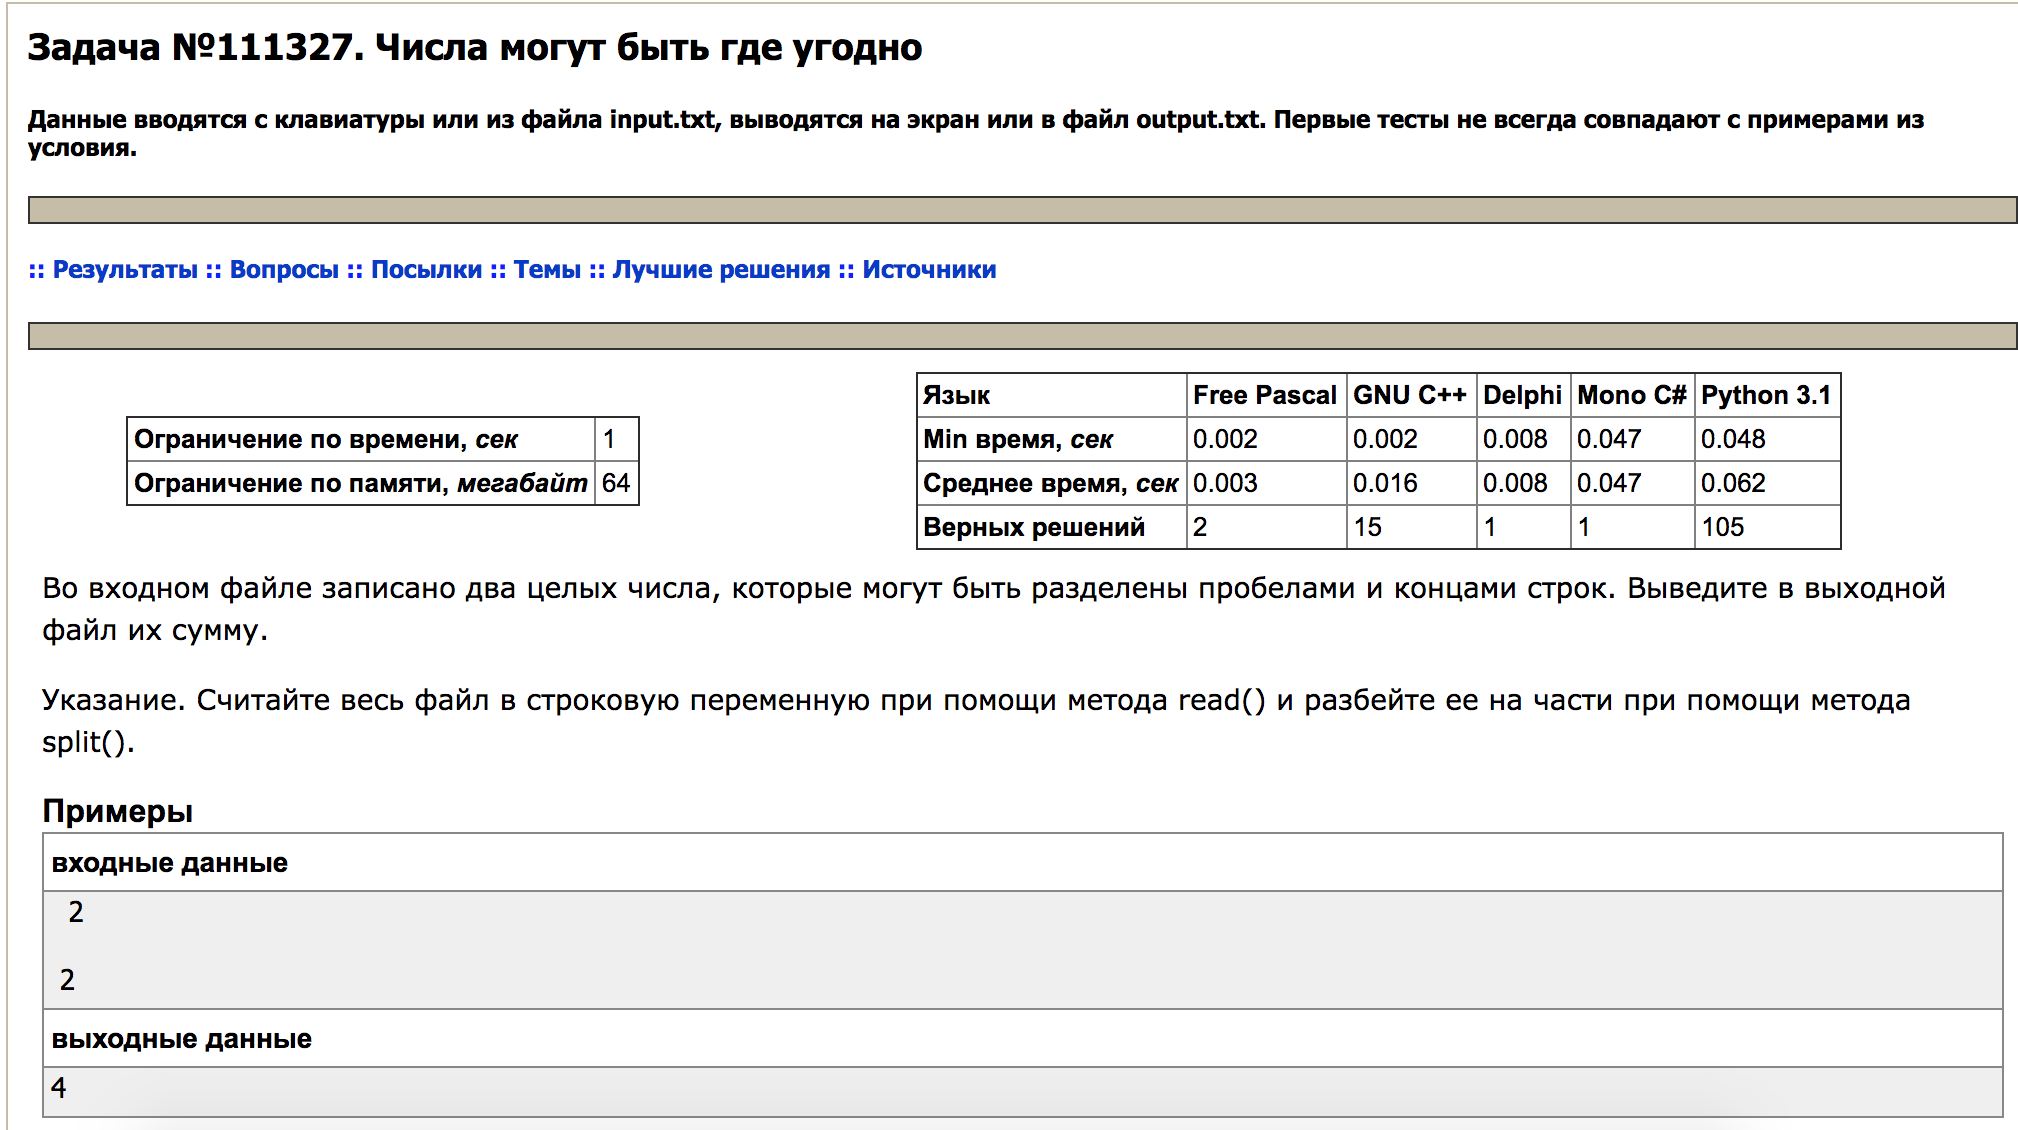 Задача №111327. Числа могут быть где угодно
Данные вводятся с клавиатуры или из файла input.txt, выводятся на экран или в файл output.txt. Первые тесты не всегда совпадают с примерами из
условия.
:: Результаты :: Вопросы :: Посылки :: Темы :: Лучшие решения :: Источники
Ограничение по времени, сек 1
Ограничение по памяти, мегабайт 64
Язык Free Pascal GNU C++ Delphi Mono C# Python 3.1
Min время, сек 0.002 0.002 0.008 0.047 0.048
Среднее время, сек 0.003 0.016 0.008 0.047 0.062
Верных решений 2 15 1 1 105
Во входном файле записано два целых числа, которые могут быть разделены пробелами и концами строк. Выведите в выходной
файл их сумму.
Указание. Считайте весь файл в строковую переменную при помощи метода read() и разбейте ее на части при помощи метода
split().
Примеры
входные данные
2
2
выходные данные
4